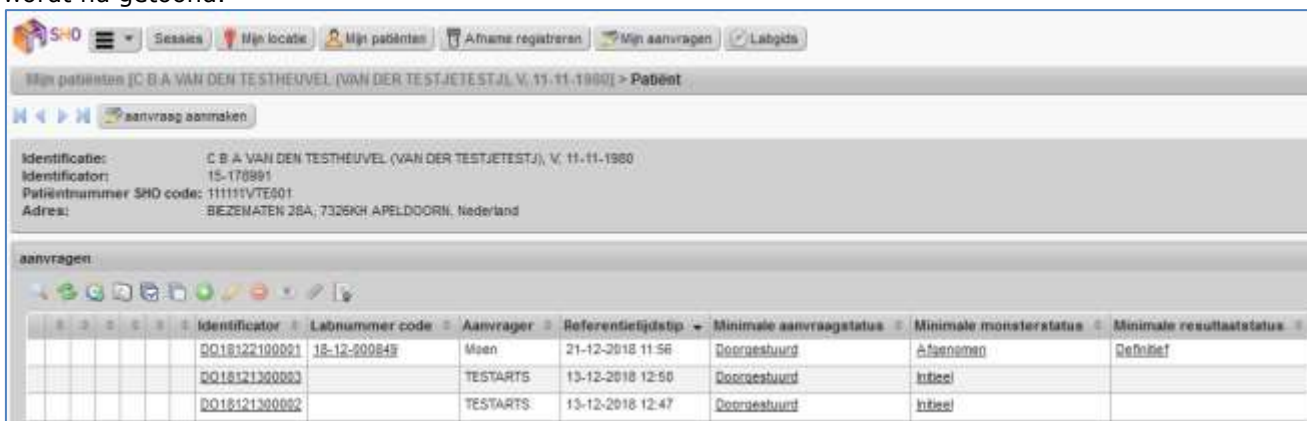 wordt nu getoond:
SHO Sessies Mijn locatie Mijn patiënten Afname registreren Mijn aanvragen Labgids
Mijn patiënten [C B A VAN DEN TESTHEUVEL (VAN DER TESTJETESTJ), V, 11-11-1980] > Patiënt
aanvraag aanmaken
Identificatie: C B A VAN DEN TESTHEUVEL (VAN DER TESTJETESTJ), V, 11-11-1980
Identificator: 15-178991
Patiëntnummer SHO code: 111111VTE001
Adres: BIEZEMATEN 28A, 7326KH APELDOORN, Nederland
aanvragen
Identificator Labnummer code Aanvrager Referentietijdstip Minimale aanvraagstatus Minimale monsterstatus Minimale resultaatstatus
DO18122100001 18-12-000849 Moen 21-12-2018 11:56 Doorgestuurd Afgenomen Definitief
DO18121300003 TESTARTS 13-12-2018 12:50 Doorgestuurd Initieel
DO18121300002 TESTARTS 13-12-2018 12:47 Doorgestuurd Initieel